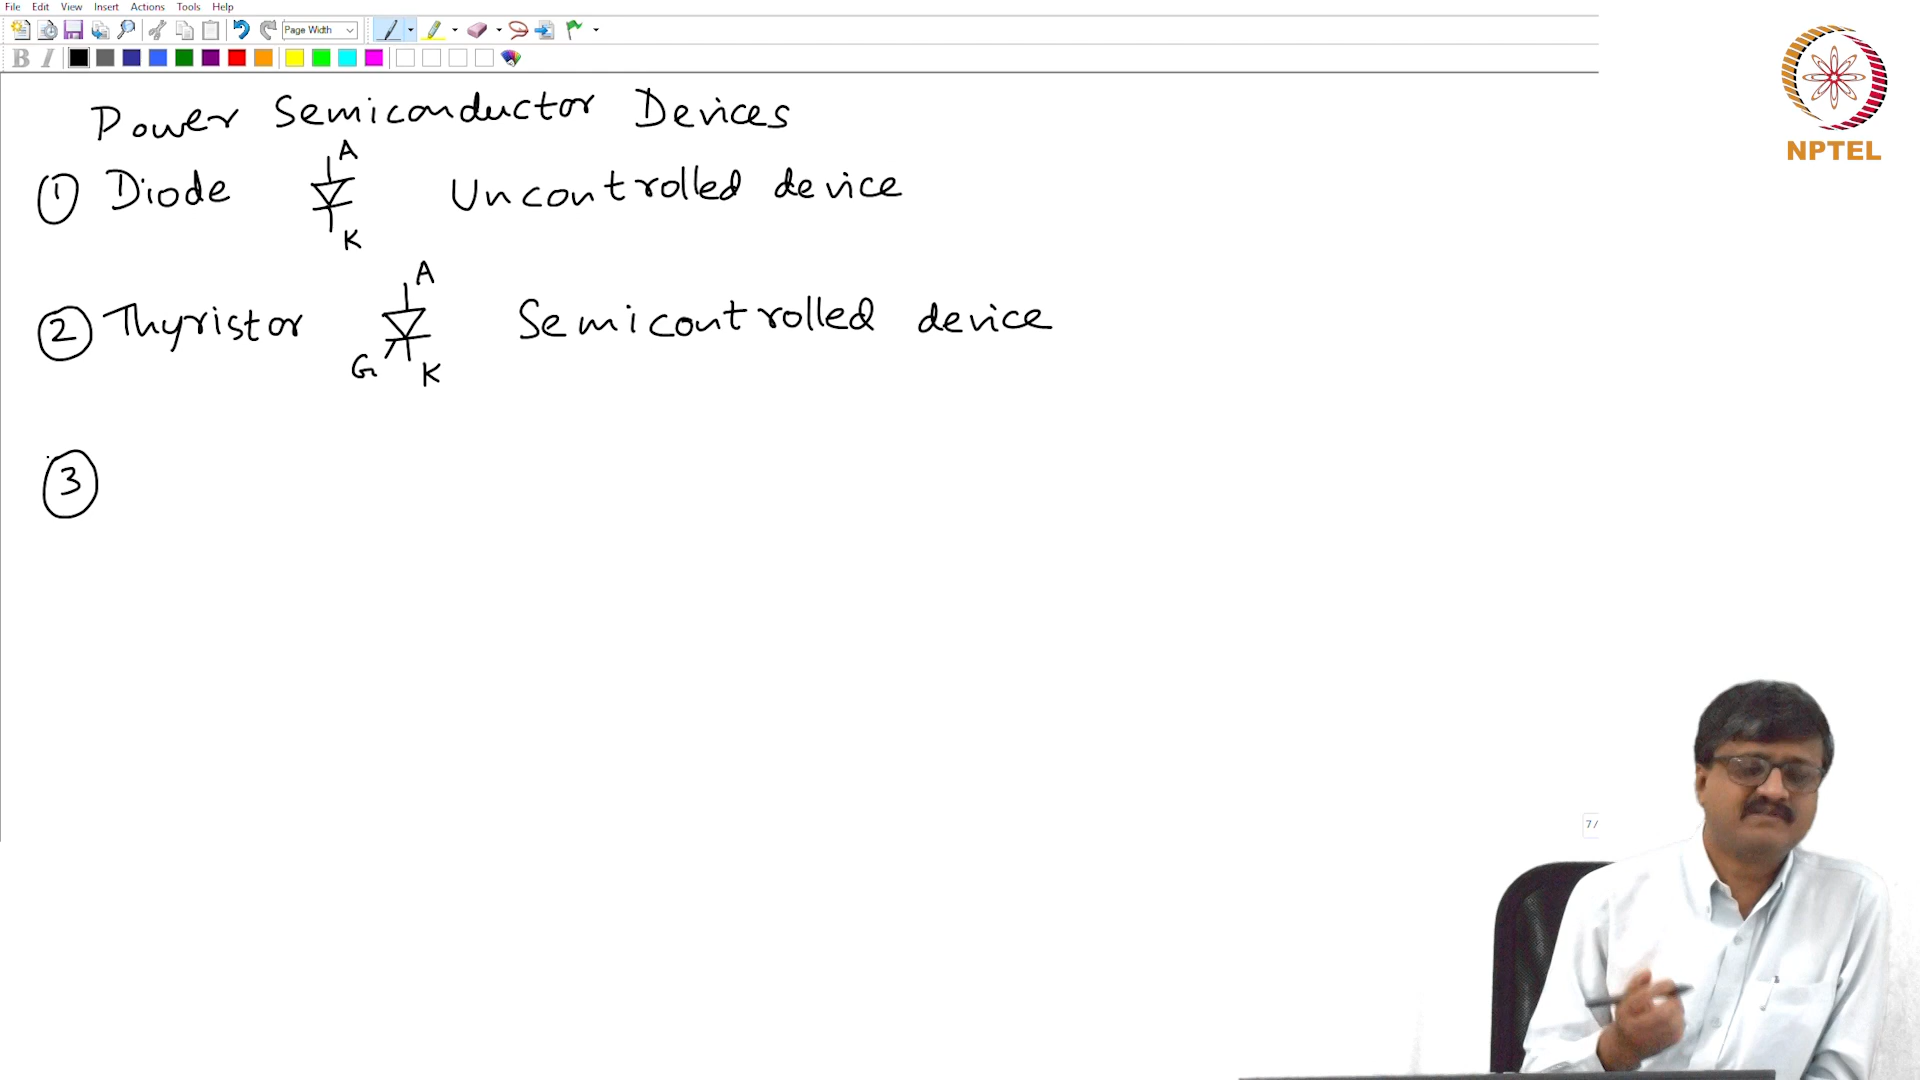 File Edit View Insert Actions Tools Help
Page Width
B I
NPTEL
Power Semiconductor Devices
① Diode A K Uncontrolled device
② Thyristor A G K Semicontrolled device
③
7/